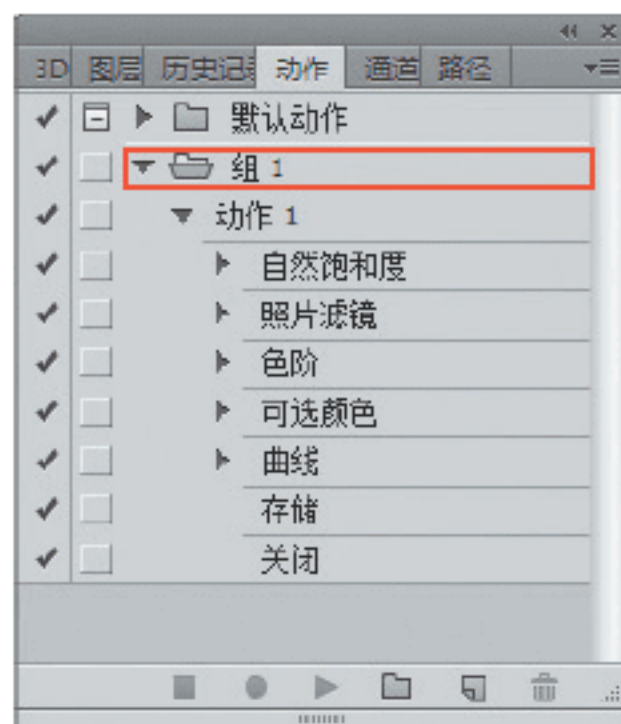 3D 图层 历史记录 动作 通道 路径
默认动作
组 1
动作 1
自然饱和度
照片滤镜
色阶
可选颜色
曲线
存储
关闭